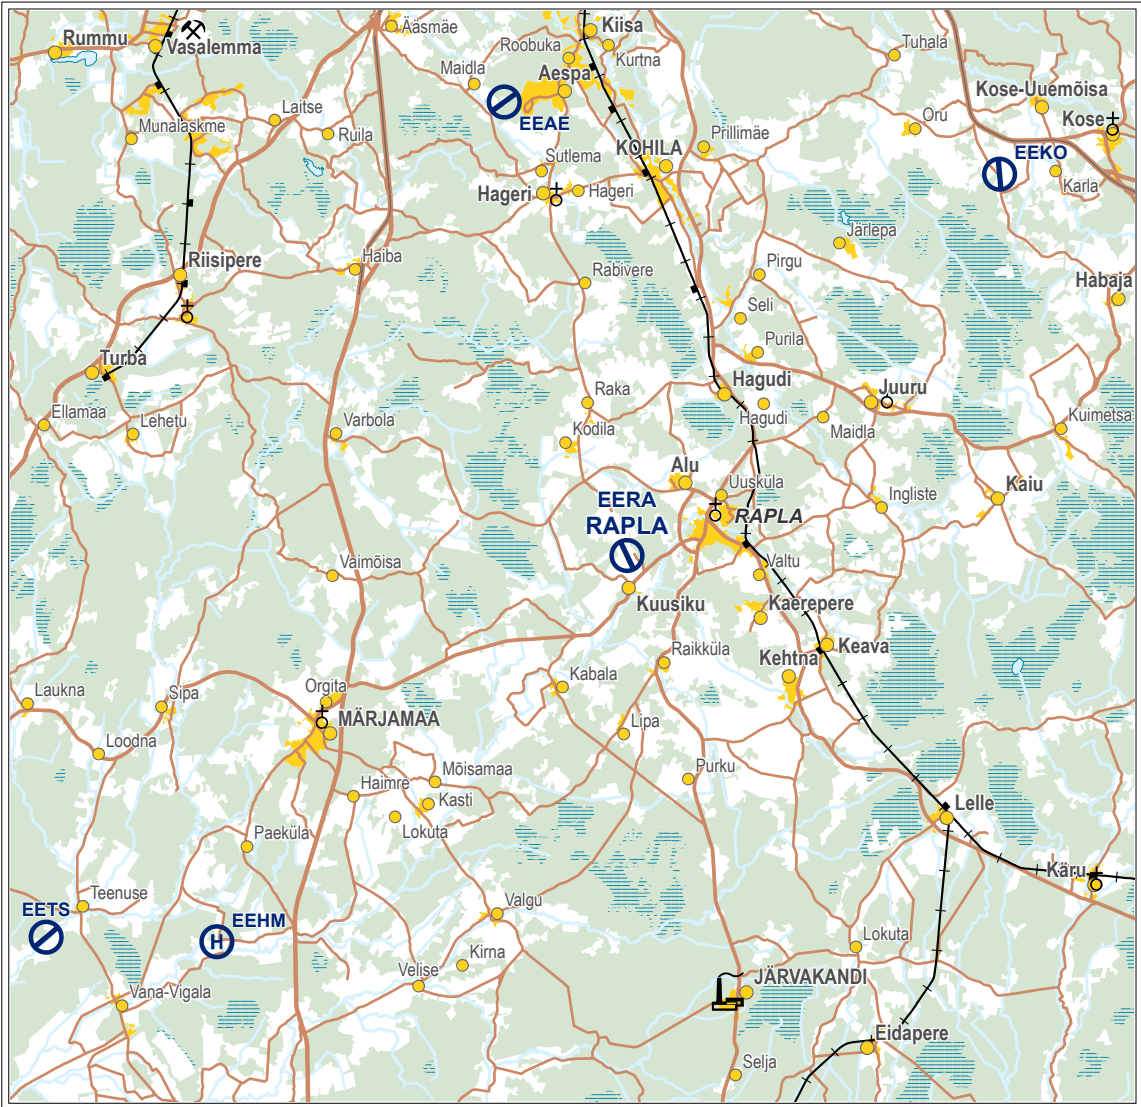 Rummu
Vasalemma
Ääsmäe
Kiisa
Roobuka
Kurtna
Maidla
Aespa
Tuhala
Kose-Uuemõisa
Kose
Oru
EEAE
Laitse
Munalaskme
Ruila
Prillimäe
KOHILA
EEKO
Sutlema
Hageri
Hageri
Karla
Järlepa
Riisipere
Haiba
Rabivere
Pirgu
Habaja
Seli
Purila
Turba
Hagudi
Juuru
Raka
Hagudi
Maidla
Ellamaa
Lehetu
Varbola
Kodila
Kuimetsa
Alu
Uusküla
Ingliste
Kaiu
EERA
RAPLA
RAPLA
Vaimõisa
Valtu
Kuusiku
Kaerepere
Keava
Raikküla
Kehtna
Kabala
Laukna
Sipa
Orgita
MÄRJAMAA
Lipa
Loodna
Mõisamaa
Haimre
Kasti
Purku
Lokuta
Lelle
Paeküla
Käru
Teenuse
EETS
EEHM
H
Valgu
Lokuta
Kirna
Velise
JÄRVAKANDI
Vana-Vigala
Eidapere
Selja